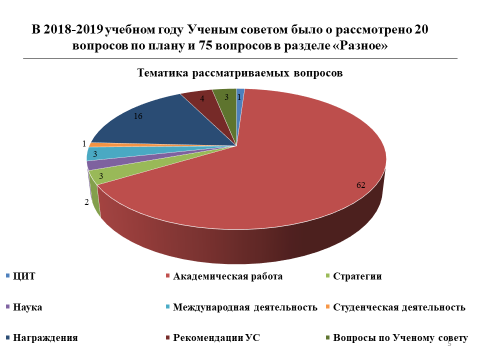 В 2018-2019 учебном году Ученым советом было о рассмотрено 20
вопросов по плану и 75 вопросов в разделе «Разное»
Тематика рассматриваемых вопросов
1
62
3
2
3
1
16
4
3
ЦИТ
Академическая работа
Стратегии
Наука
Международная деятельность
Студенческая деятельность
Награждения
Рекомендации УС
Вопросы по Ученому совету